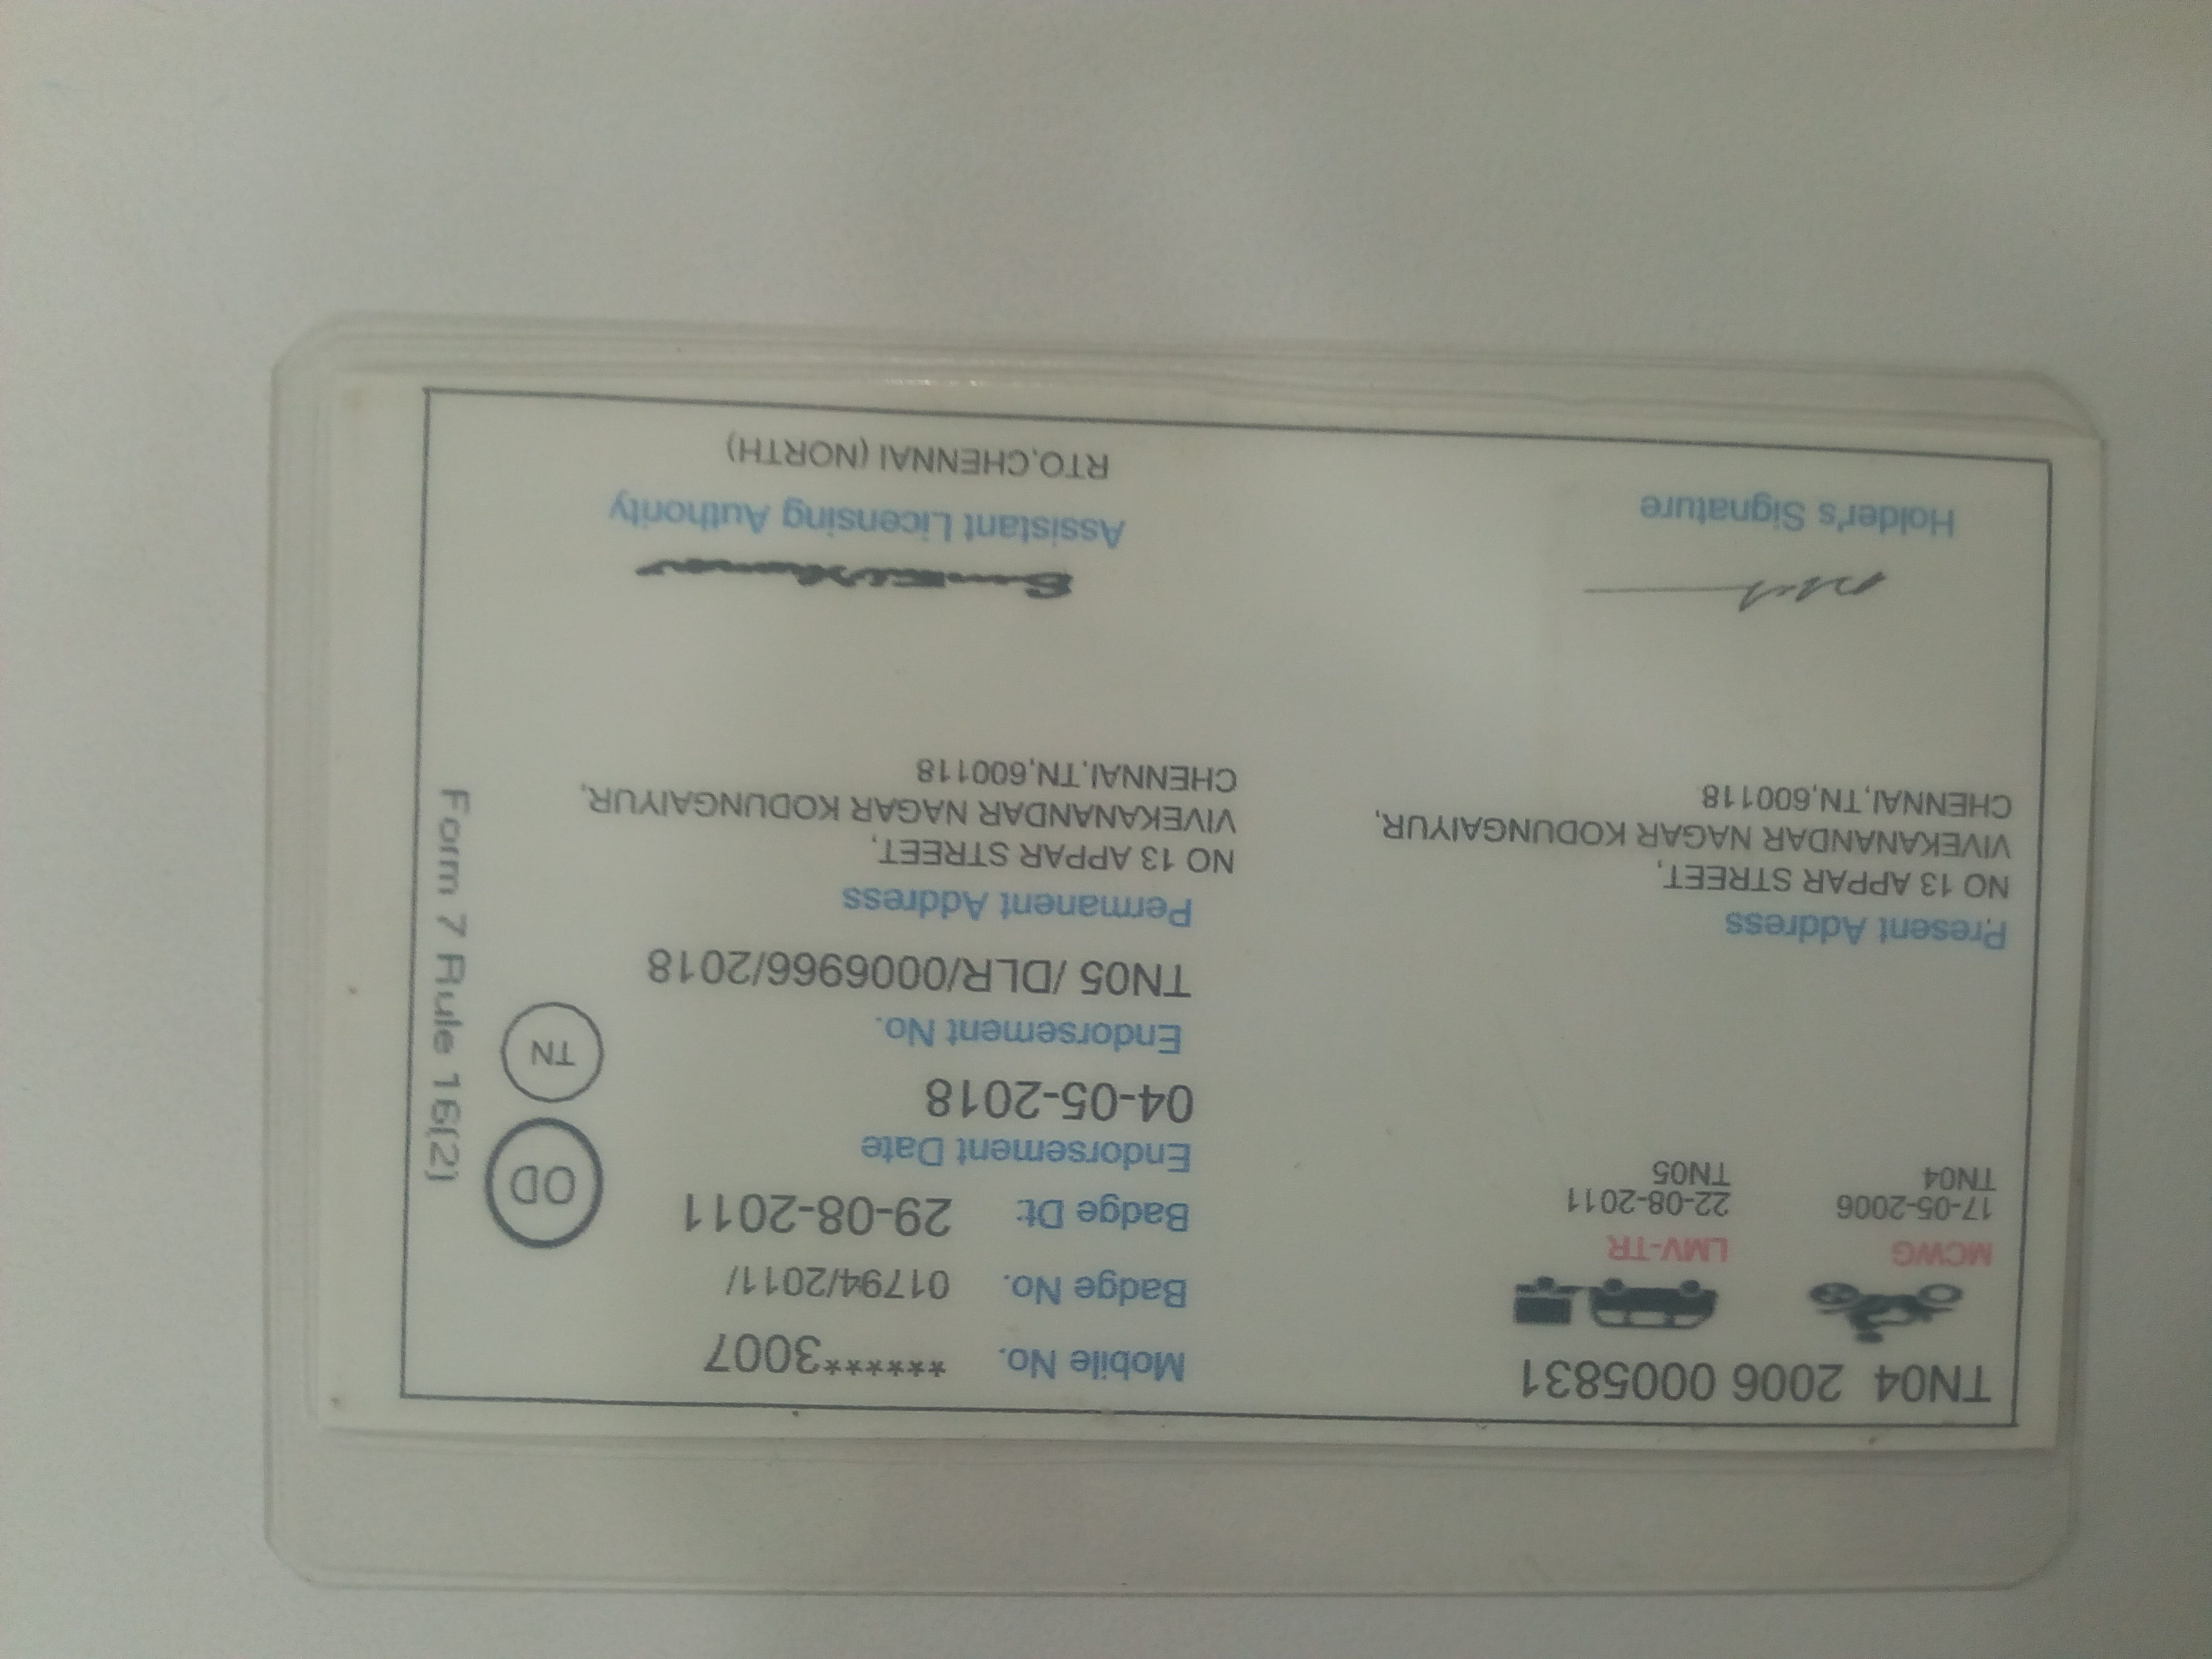 TN04 2006 0005831
MCWG
17-05-2006
TN04
LMV-TR
22-08-2011
TN05
Present Address
NO 13 APPAR STREET,
VIVEKANANDAR NAGAR KODUNGAIYUR,
CHENNAI,TN,600118
Holder's Signature
Mobile No. ******3007
Badge No. 01794/2011/
Badge Dt: 29-08-2011
Endorsement Date
04-05-2018
Endorsement No.
TN05 /DLR/0006966/2018
Permanent Address
NO 13 APPAR STREET,
VIVEKANANDAR NAGAR KODUNGAIYUR,
CHENNAI,TN,600118
Assistant Licensing Authority
RTO,CHENNAI (NORTH)
OD
TN
Form 7 Rule 16(2)